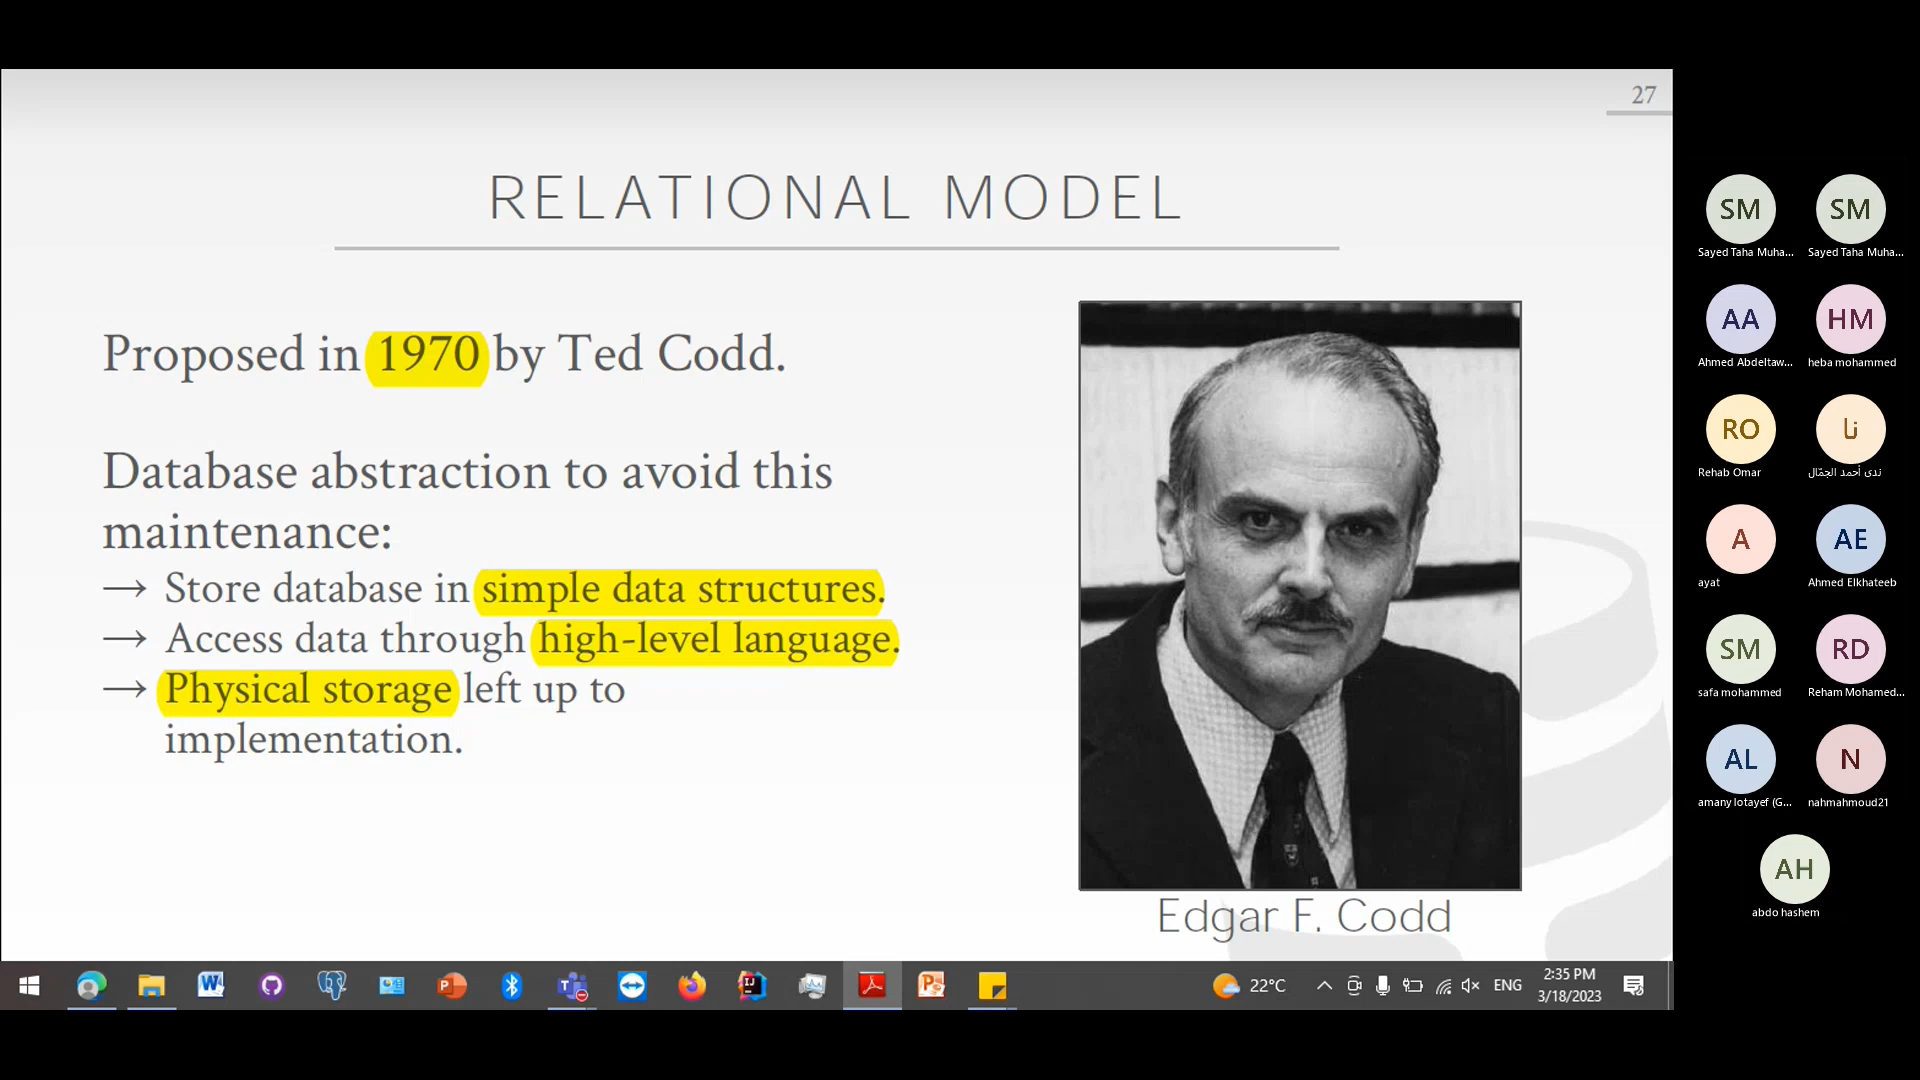 27
RELATIONAL MODEL
Proposed in 1970 by Ted Codd.
Database abstraction to avoid this
maintenance:
→ Store database in simple data structures.
→ Access data through high-level language.
→ Physical storage left up to
implementation.
Edgar F. Codd
SM
SM
Sayed Taha Muha...
Sayed Taha Muha...
AA
HM
Ahmed Abdeltaw...
heba mohammed
RO
نا
Rehab Omar
ندى أحمد الجمّال
A
AE
ayat
Ahmed Elkhateeb
SM
RD
safa mohammed
Reham Mohamed...
AL
N
amany lotayef (G...
nahmahmoud21
AH
abdo hashem
22°C
ENG
2:35 PM
3/18/2023